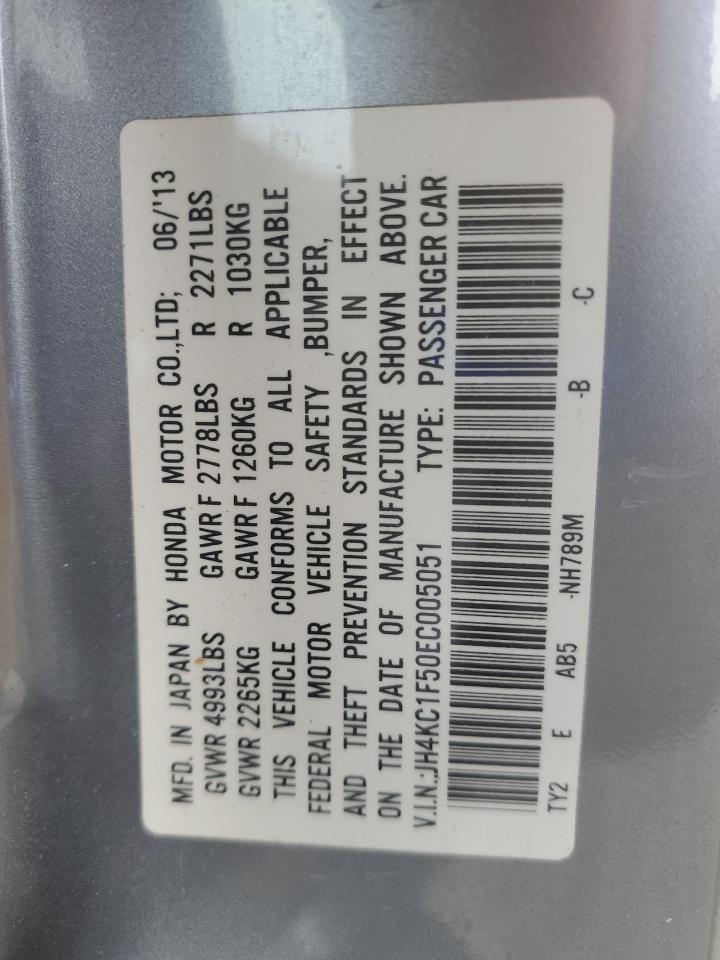 MFD. IN JAPAN BY HONDA MOTOR CO.,LTD; 06/'13
GVWR 4993LBS GAWR F 2778LBS R 2271LBS
GVWR 2265KG GAWR F 1260KG R 1030KG
THIS VEHICLE CONFORMS TO ALL APPLICABLE
FEDERAL MOTOR VEHICLE SAFETY ,BUMPER,
AND THEFT PREVENTION STANDARDS IN EFFECT
ON THE DATE OF MANUFACTURE SHOWN ABOVE.
V.I.N.:JH4KC1F50EC005051 TYPE: PASSENGER CAR
TY2 E AB5 -NH789M -B -C